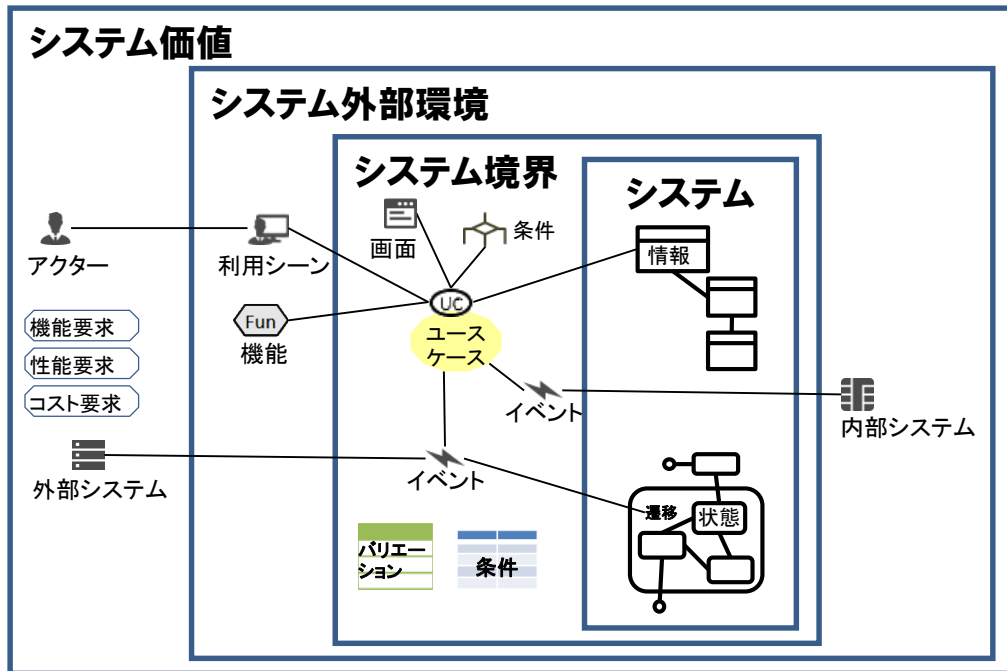 システム価値
システム外部環境
システム境界
システム
画面
条件
情報
アクター
利用シーン
UC
Fun
機能
ユース
ケース
機能要求
性能要求
コスト要求
イベント
内部システム
外部システム
イベント
遷移
状態
バリエー
ション
条件